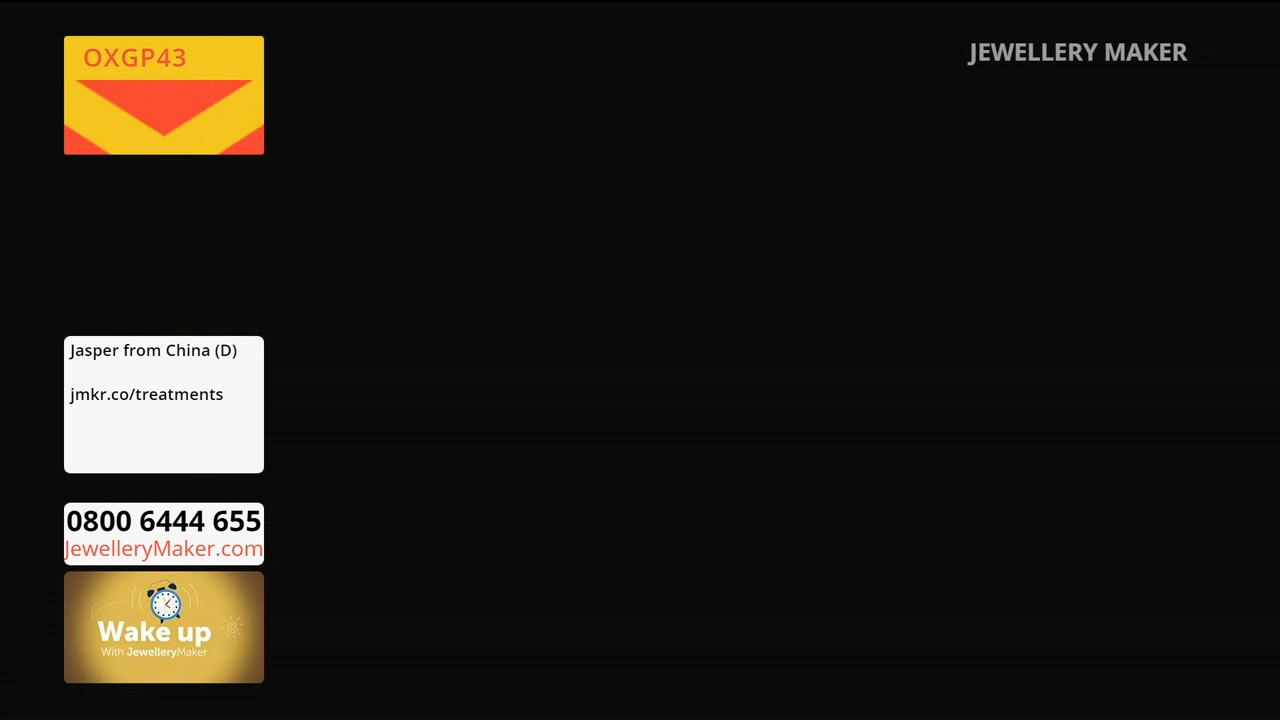 OXGP43
JEWELLERY MAKER
Jasper from China (D)
jmkr.co/treatments
0800 6444 655
JewelleryMaker.com
Wake up
With JewelleryMaker